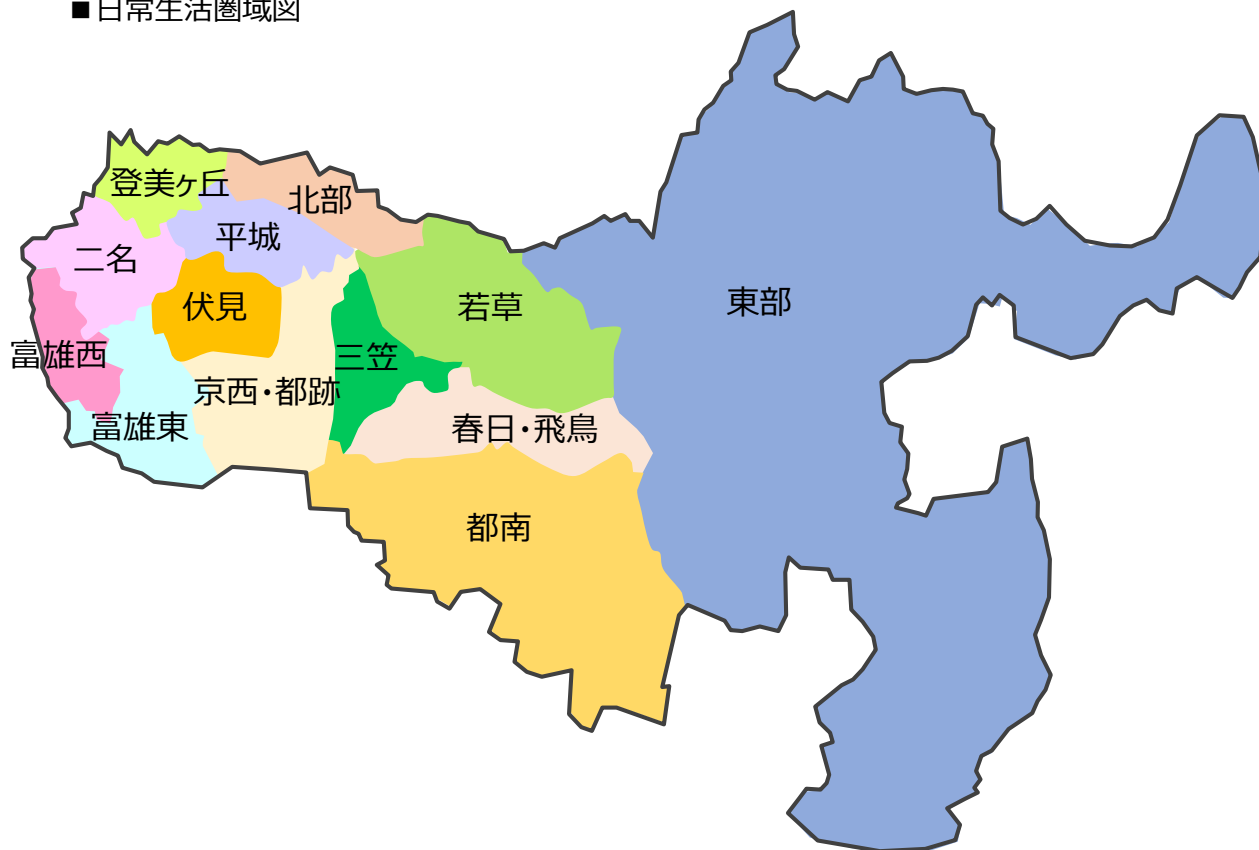 ■日常生活圏域図
登美ヶ丘
北部
平城
二名
伏見
東部
若草
富雄西
三笠
京西・都跡
富雄東
春日・飛鳥
都南